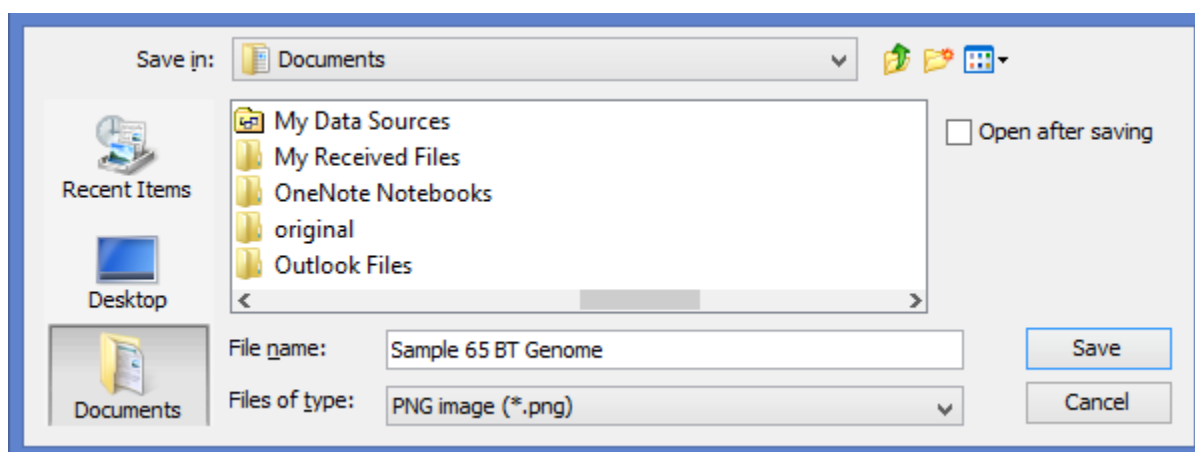 Save in:
Documents
My Data Sources
My Received Files
OneNote Notebooks
original
Outlook Files
Open after saving
Recent Items
Desktop
Documents
File name:
Sample 65 BT Genome
Files of type:
PNG image (*.png)
Save
Cancel